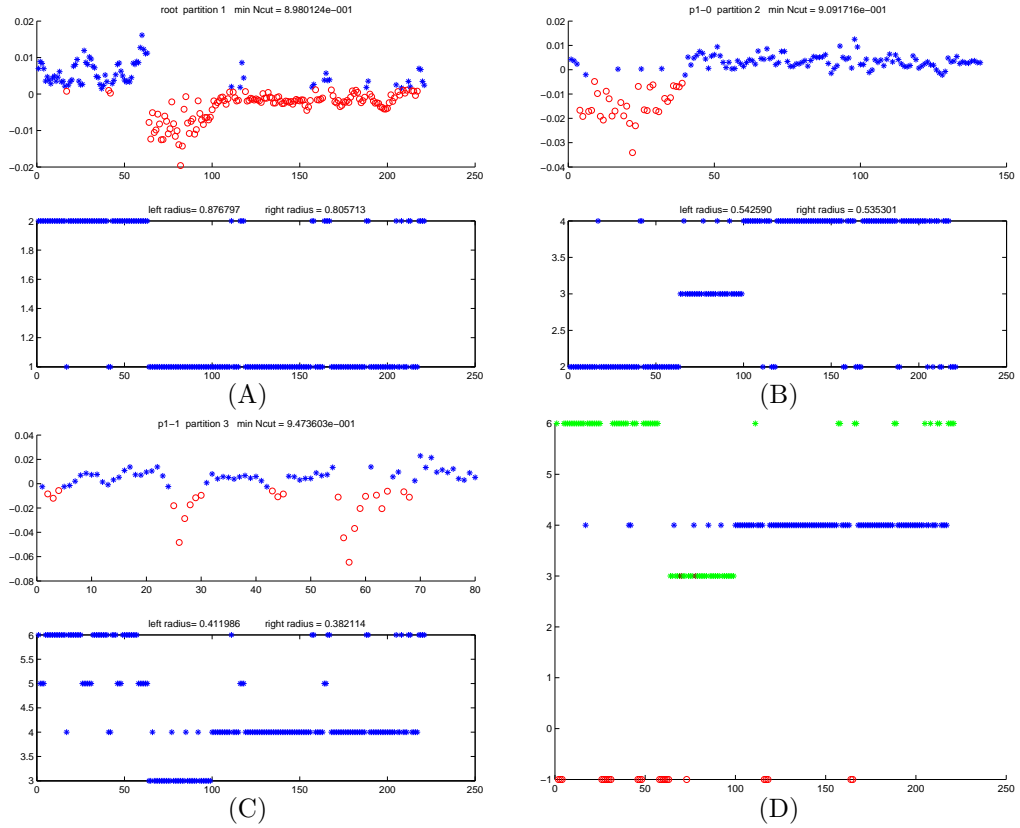 root partition 1 min Ncut = 8.980124e-001
0.02
0.01
0
−0.01
−0.02
0 50 100 150 200 250
left radius= 0.876797 right radius = 0.805713
2
1.8
1.6
1.4
1.2
1
0 50 100 150 200 250
(A)
p1-0 partition 2 min Ncut = 9.091716e-001
0.02
0.01
0
−0.01
−0.02
−0.03
−0.04
0 50 100 150
left radius= 0.542590 right radius = 0.535301
4
3.5
3
2.5
2
0 50 100 150 200 250
(B)
p1-1 partition 3 min Ncut = 9.473603e-001
0.04
0.02
0
−0.02
−0.04
−0.06
−0.08
0 10 20 30 40 50 60 70 80
left radius= 0.411986 right radius = 0.382114
6
5.5
5
4.5
4
3.5
3
0 50 100 150 200 250
(C)
6
5
4
3
2
1
0
−1
0 50 100 150 200 250
(D)